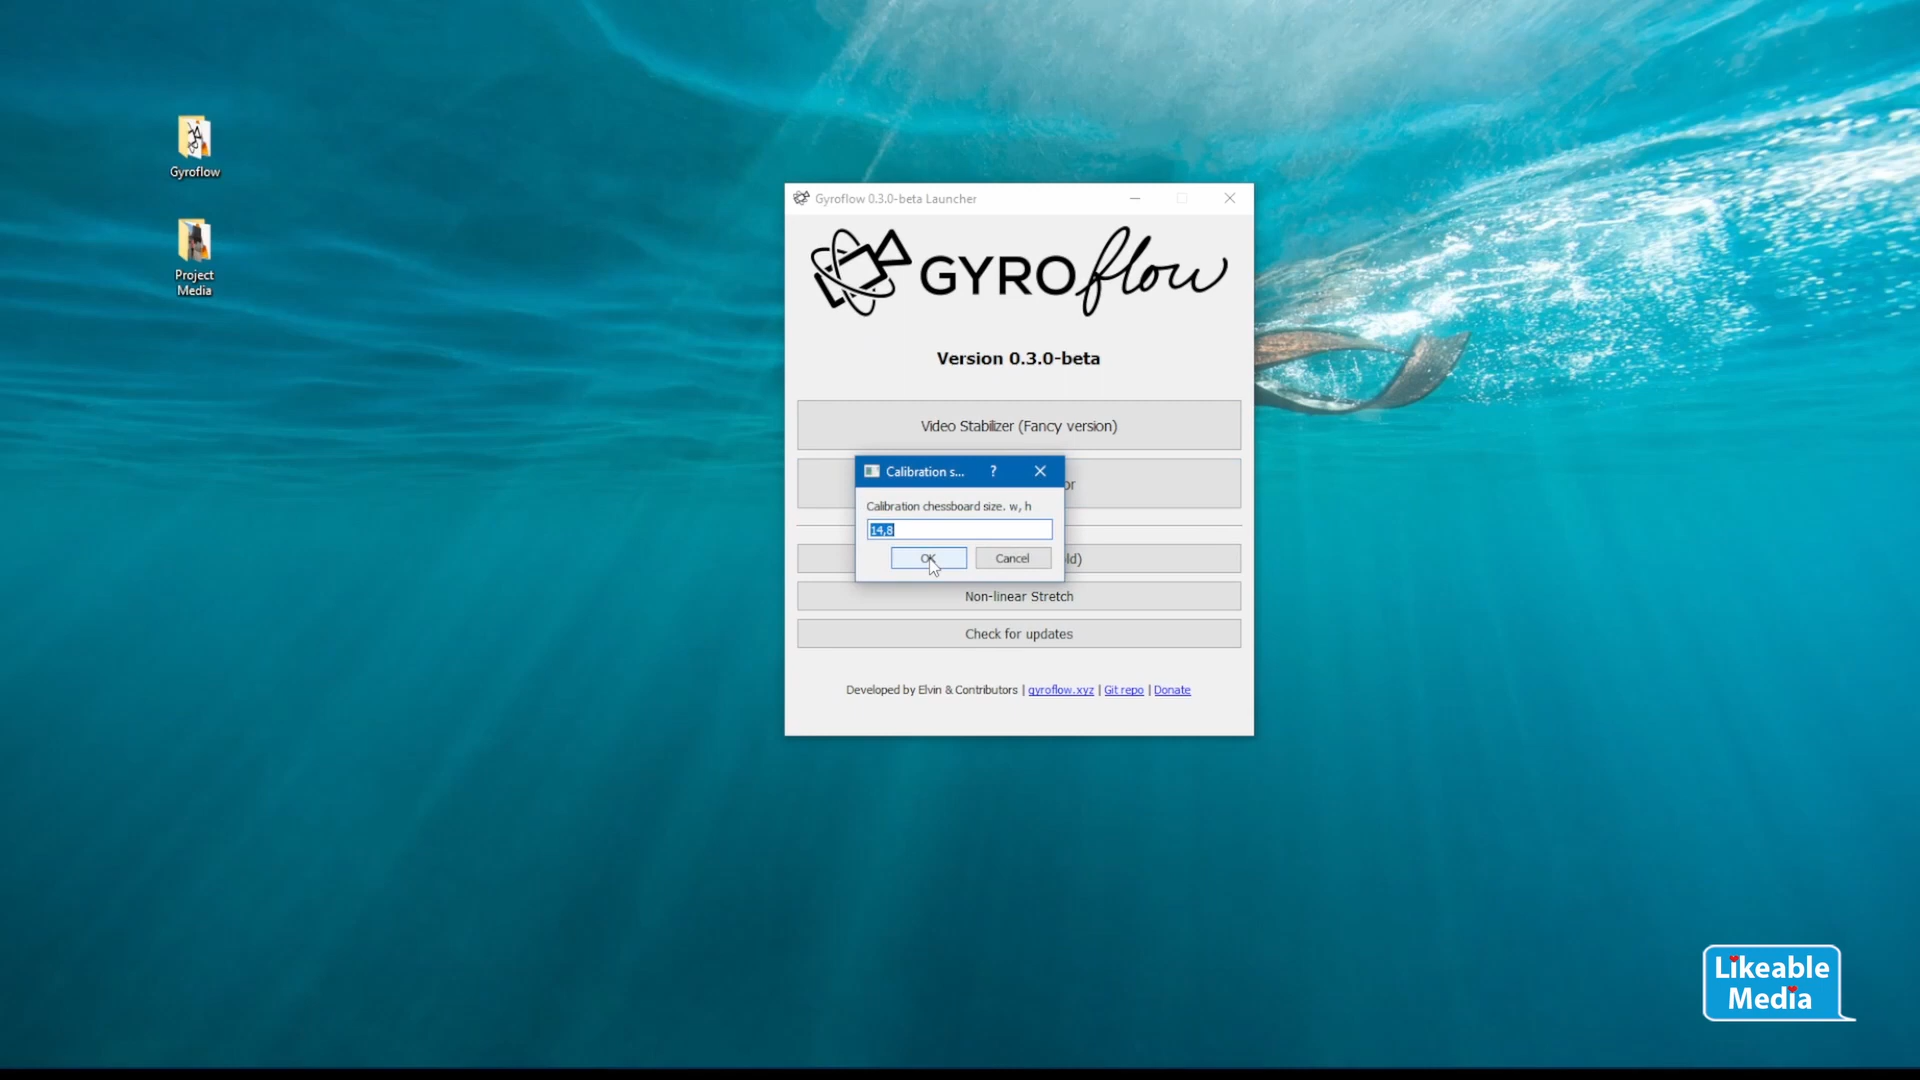 Gyroflow
Project
Media
Gyroflow 0.3.0-beta Launcher
GYROflow
Version 0.3.0-beta
Video Stabilizer (Fancy version)
or
Calibration s...
?
Calibration chessboard size. w, h
14,8
OK
Cancel
ld)
Non-linear Stretch
Check for updates
Developed by Elvin & Contributors | gyroflow.xyz | Git repo | Donate
Likeable
Media